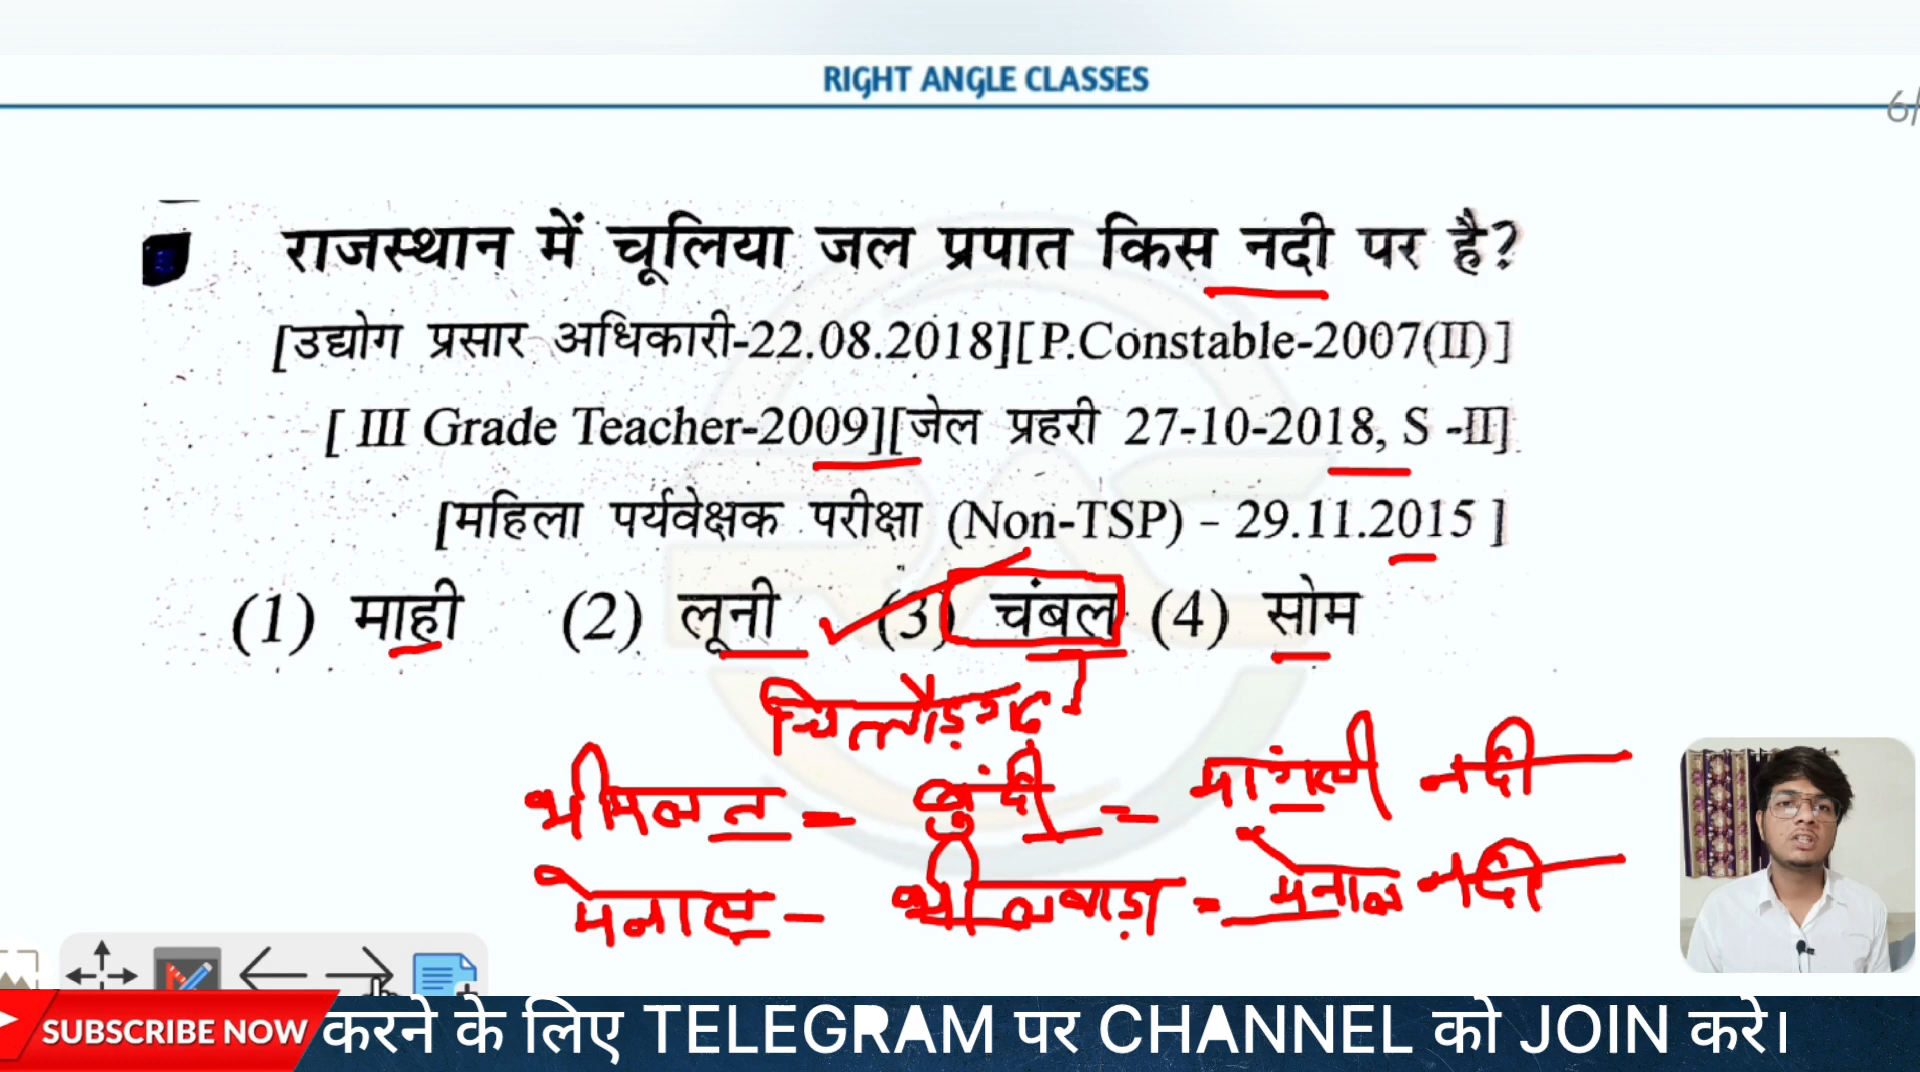 RIGHT ANGLE CLASSES
6/
राजस्थान में चूलिया जल प्रपात किस नदी पर है?
[उद्योग प्रसार अधिकारी-22.08.2018][P.Constable-2007(II)]
[ III Grade Teacher-2009][जेल प्रहरी 27-10-2018, S -II]
[महिला पर्यवेक्षक परीक्षा (Non-TSP) - 29.11.2015 ]
(1) माही (2) लूनी (3) चंबल (4) सोम
चित्तौड़गढ़
भीमलत = बुंदी = मांगली नदी
मेनाल - भीलवाड़ा = मेनाल नदी
SUBSCRIBE NOW करने के लिए TELEGRAM पर CHANNEL को JOIN करे।